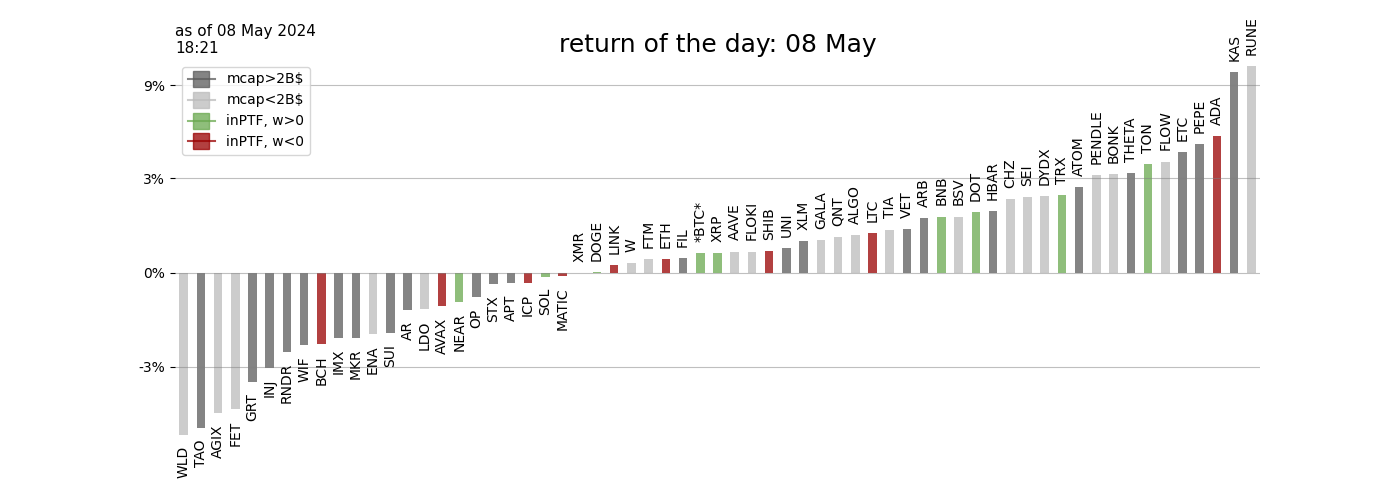 as of 08 May 2024
18:21
return of the day: 08 May
mcap>2B$
mcap<2B$
inPTF, w>0
inPTF, w<0
9%
3%
0%
-3%
WLD
TAO
AGIX
FET
GRT
INJ
RNDR
WIF
BCH
IMX
MKR
ENA
SUI
AR
LDO
AVAX
NEAR
OP
STX
APT
ICP
SOL
MATIC
XMR
DOGE
LINK
W
FTM
ETH
FIL
*BTC*
XRP
AAVE
FLOKI
SHIB
UNI
XLM
GALA
QNT
ALGO
LTC
TIA
VET
ARB
BNB
BSV
DOT
HBAR
CHZ
SEI
DYDX
TRX
ATOM
PENDLE
BONK
THETA
TON
FLOW
ETC
PEPE
ADA
KAS
RUNE